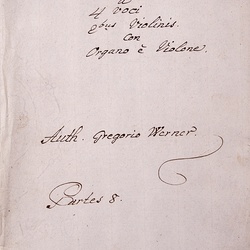 a
4 Voci
2bus Violinis.
con
Organo è Violone.
Auth. Gregorio Werner.
Partes 8.